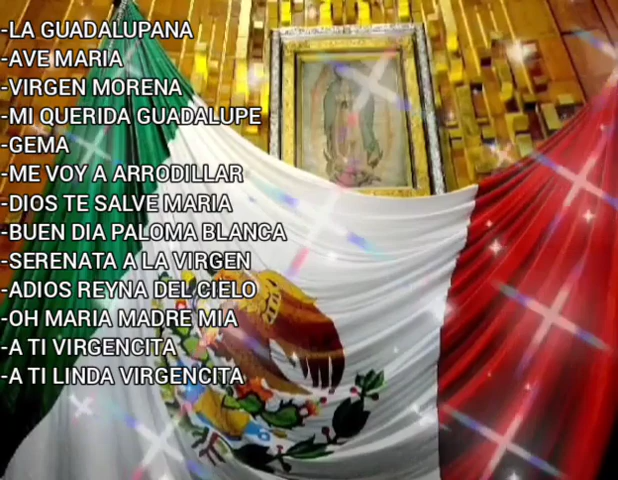 -LA GUADALUPANA
-AVE MARIA
-VIRGEN MORENA
-MI QUERIDA GUADALUPE
-GEMA
-ME VOY A ARRODILLAR
-DIOS TE SALVE MARIA
-BUEN DIA PALOMA BLANCA
-SERENATA A LA VIRGEN
-ADIOS REYNA DEL CIELO
-OH MARIA MADRE MIA
-A TI VIRGENCITA
-A TI LINDA VIRGENCITA